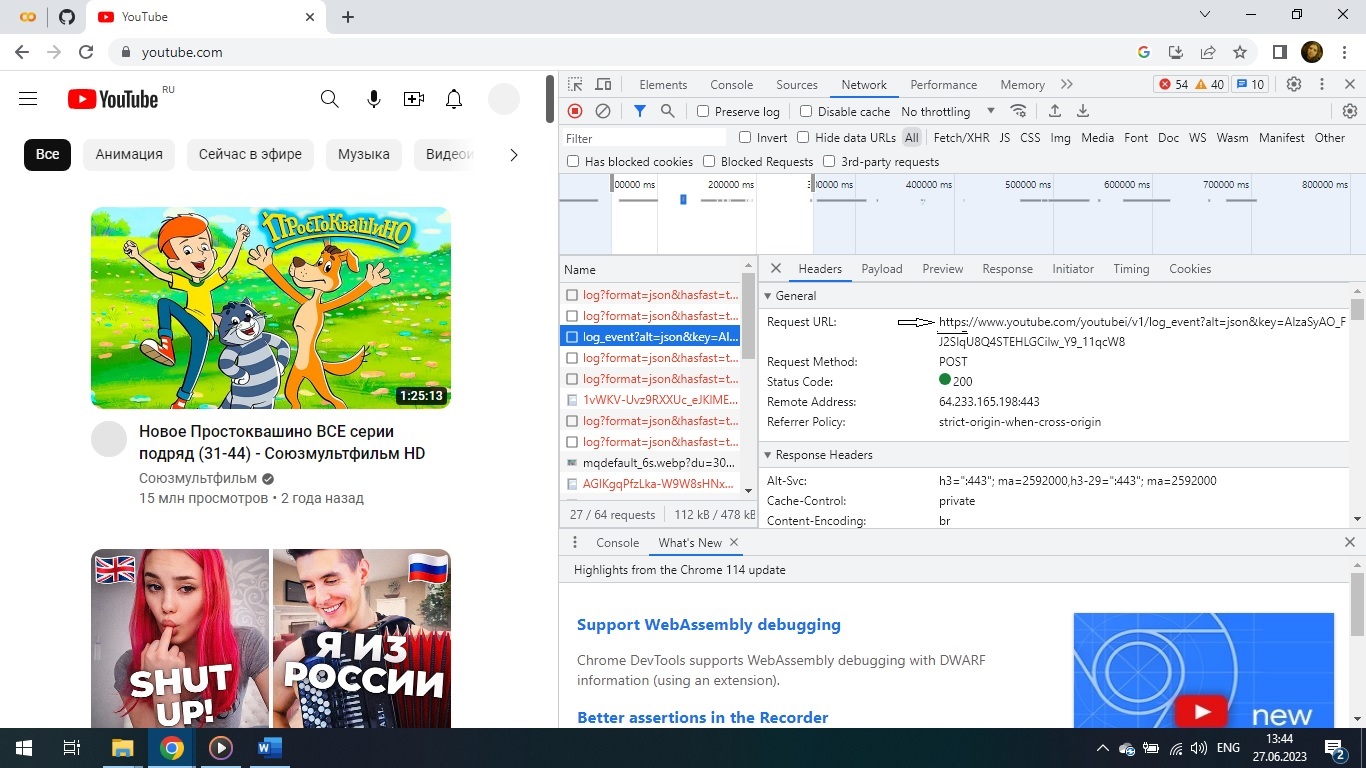 YouTube
youtube.com
YouTube RU
Все
Анимация
Сейчас в эфире
Музыка
Видеои
ПРОСТОКВАШИНО
1:25:13
Новое Простоквашино ВСЕ серии
подряд (31-44) - Союзмультфильм HD
Союзмультфильм
15 млн просмотров • 2 года назад
SHUT
UP!
Я ИЗ
РОССИИ
Elements Console Sources Network Performance Memory 54 40 10
Preserve log Disable cache No throttling
Filter Invert Hide data URLs All Fetch/XHR JS CSS Img Media Font Doc WS Wasm Manifest Other
Has blocked cookies Blocked Requests 3rd-party requests
00000 ms 200000 ms 00000 ms 400000 ms 500000 ms 600000 ms 700000 ms 800000 ms
Name
log?format=json&hasfast=t...
log?format=json&hasfast=t...
log_event?alt=json&key=AI...
log?format=json&hasfast=t...
log?format=json&hasfast=t...
1vWKV-Uvz9RXXUc_eJKIME...
log?format=json&hasfast=t...
log?format=json&hasfast=t...
mqdefault_6s.webp?du=30...
AGIKgqPfzLka-W9W8sHNx...
27 / 64 requests 112 kB / 478 kB
Headers Payload Preview Response Initiator Timing Cookies
General
Request URL: https://www.youtube.com/youtubei/v1/log_event?alt=json&key=AIzaSyAO_F
J2SlqU8Q4STEHLGCilw_Y9_11qcW8
Request Method: POST
Status Code: 200
Remote Address: 64.233.165.198:443
Referrer Policy: strict-origin-when-cross-origin
Response Headers
Alt-Svc: h3=":443"; ma=2592000,h3-29=":443"; ma=2592000
Cache-Control: private
Content-Encoding: br
Console What's New
Highlights from the Chrome 114 update
Support WebAssembly debugging
Chrome DevTools supports WebAssembly debugging with DWARF
information (using an extension).
Better assertions in the Recorder
new
ENG
13:44
27.06.2023
2